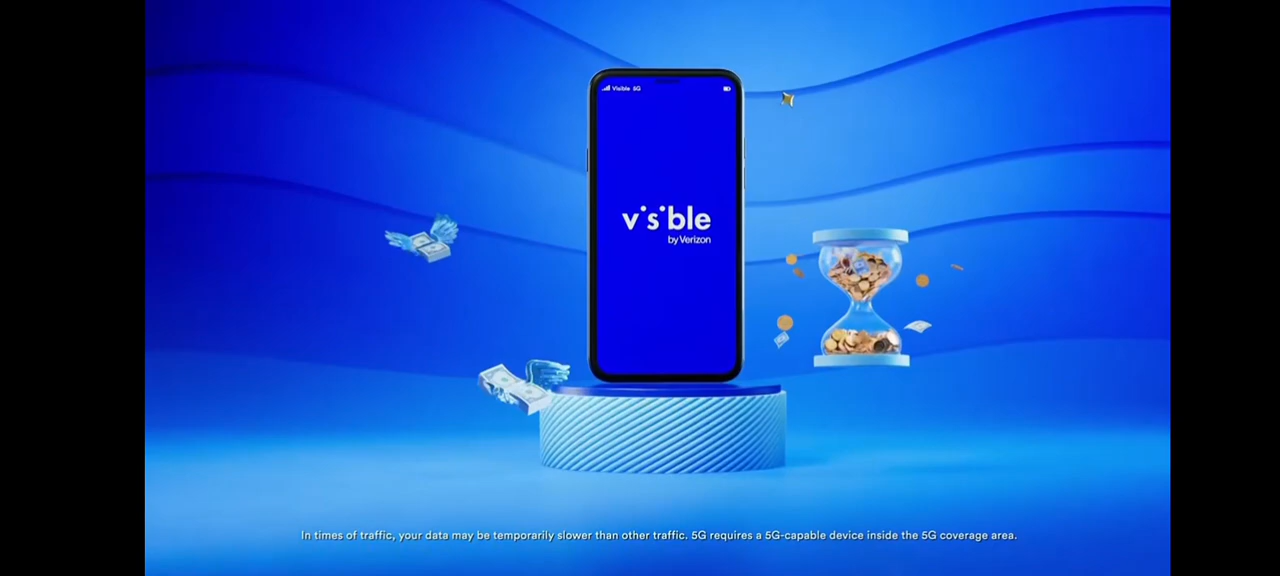 Visible 5G
visible
by Verizon
In times of traffic, your data may be temporarily slower than other traffic. 5G requires a 5G-capable device inside the 5G coverage area.